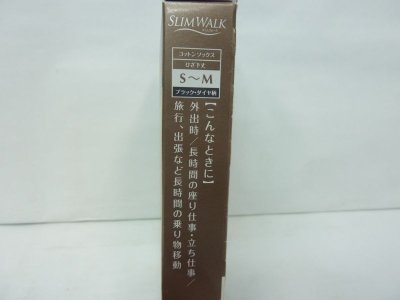 SLIMWALK
コットンソックス
ひざ下丈
S〜M
ブラック・ダイヤ柄
【こんなときに】
外出時／長時間の座り仕事・立ち仕事／
旅行、出張など長時間の乗り物移動